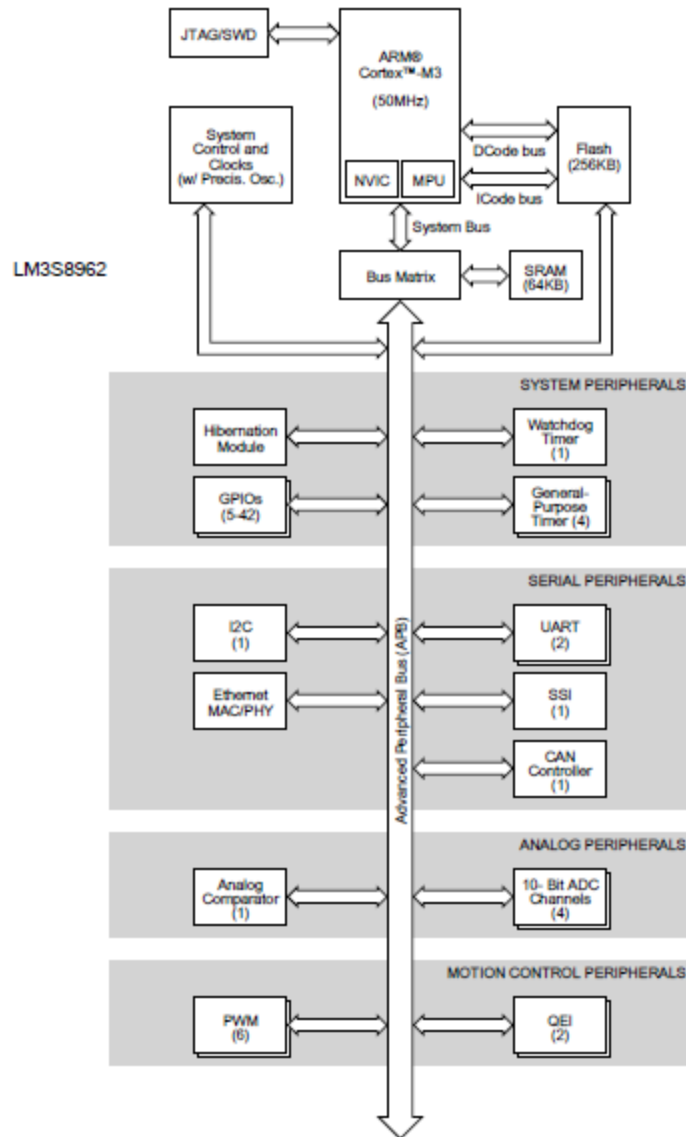 JTAG/SWD
ARM®
Cortex™-M3
(50MHz)
NVIC
MPU
System
Control and
Clocks
(w/ Precis. Osc.)
DCode bus
ICode bus
Flash
(256KB)
System Bus
LM3S8962
Bus Matrix
SRAM
(64KB)
SYSTEM PERIPHERALS
Hibernation
Module
Watchdog
Timer
(1)
GPIOs
(5-42)
General-
Purpose
Timer (4)
SERIAL PERIPHERALS
I2C
(1)
UART
(2)
Ethernet
MAC/PHY
SSI
(1)
CAN
Controller
(1)
Advanced Peripheral Bus (APB)
ANALOG PERIPHERALS
Analog
Comparator
(1)
10- Bit ADC
Channels
(4)
MOTION CONTROL PERIPHERALS
PWM
(6)
QEI
(2)